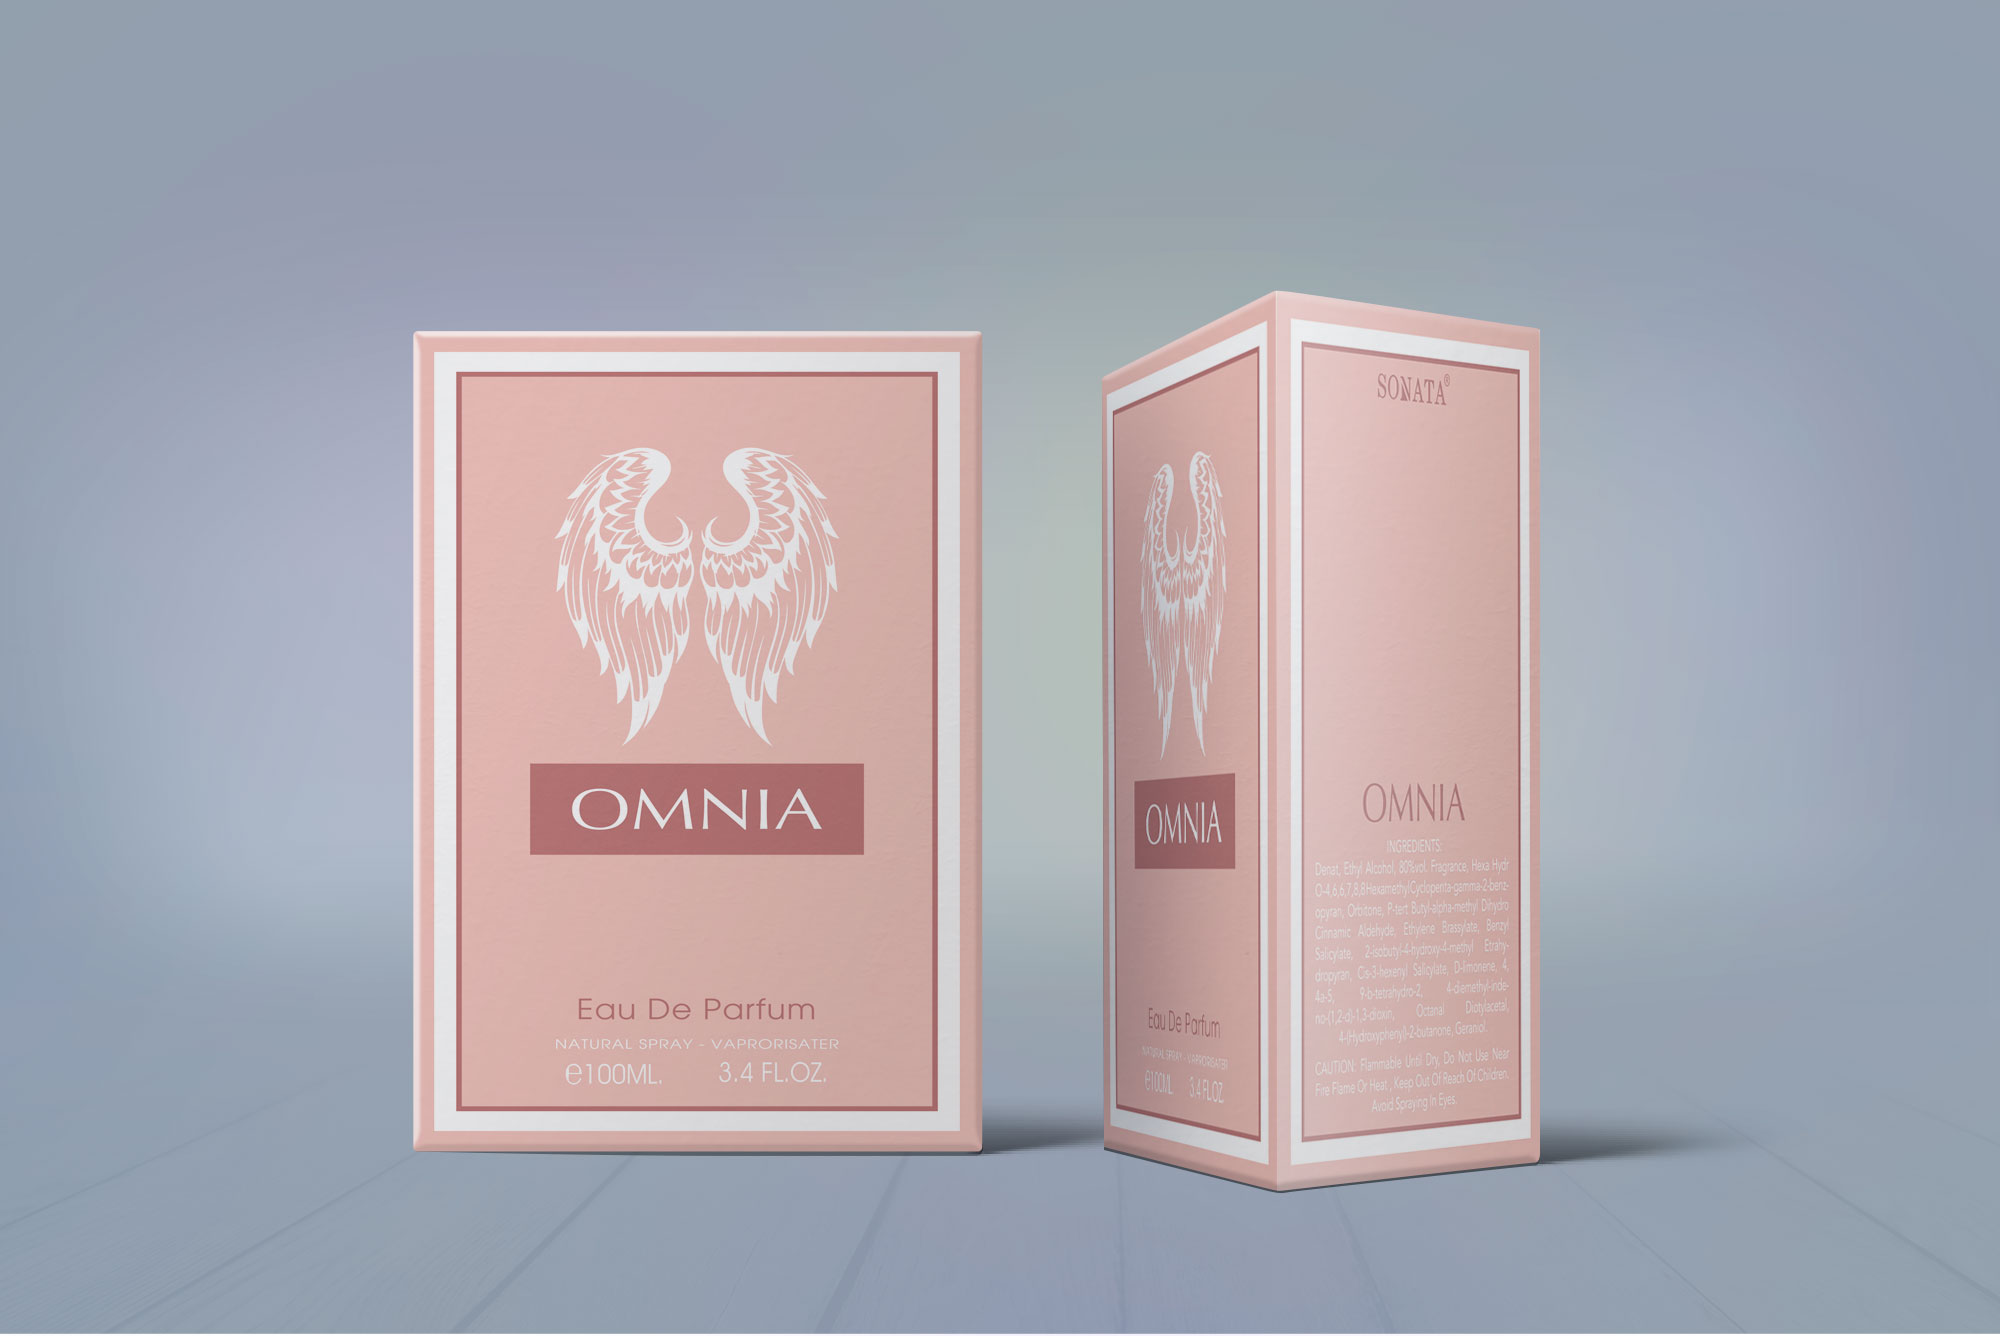 OMNIA
Eau De Parfum
NATURAL SPRAY - VAPRORISATER
℮100ML. 3.4 FL.OZ.
OMNIA
Eau De Parfum
NATURAL SPRAY - VAPRORISATER
℮100ML 3.4 FL.OZ.
SONATA®
OMNIA
INGREDIENTS:
Denat, Ethyl Alcohol, 80%vol. Fragrance, Hexa Hydr
O-4,6,6,7,8,8HexamethylCyclopenta-gamma-2-benz-
opyran, Orbitone, P-tert Butyl-alpha-methyl Dihydro
Cinnamic Aldehyde, Ethylene Brassylate, Benzyl
Salicylate, 2-isobutyl-4-hydroxy-4-methyl Etrahy-
dropyran, Cis-3-hexenyl Salicylate, D-limonene, 4,
4a-5, 9-b-tetrahydro-2, 4-diemethyl-inde-
no-(1,2-d)-1,3-dioxin, Octanal Diotylacetal,
4-(Hydroxyphenyl)-2-butanone, Geraniol.
CAUTION: Flammable Until Dry, Do Not Use Near
Fire Flame Or Heat , Keep Out Of Reach Of Children.
Avoid Spraying In Eyes.